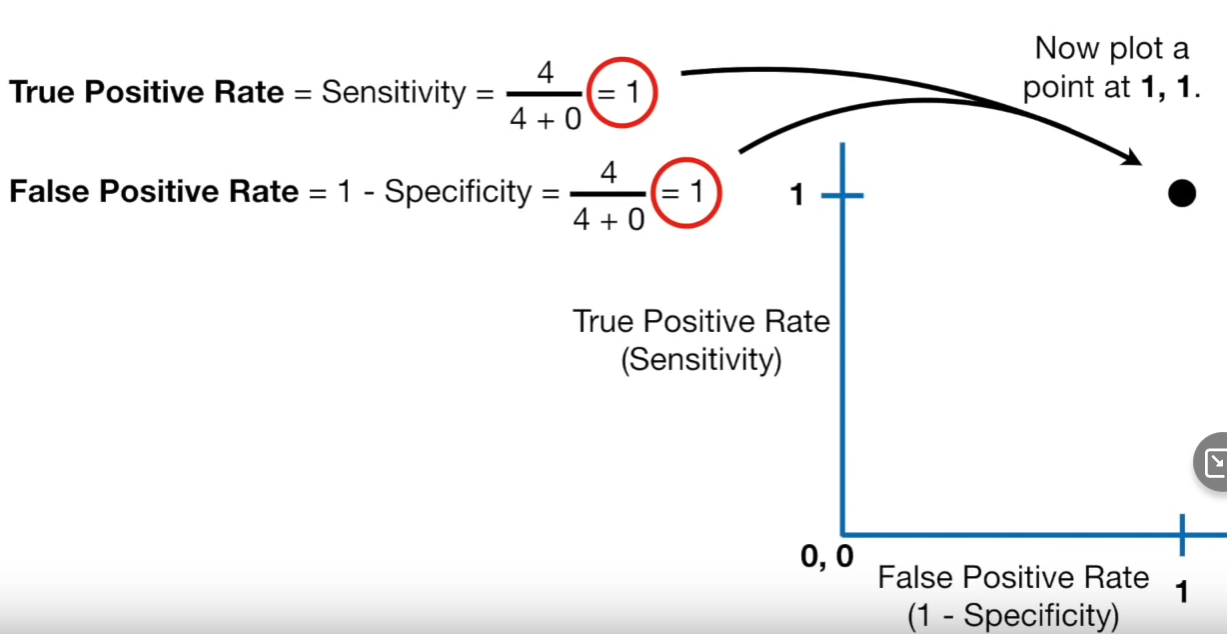 Now plot a
point at 1, 1.
True Positive Rate = Sensitivity = 4 / 4 + 0 = 1
False Positive Rate = 1 - Specificity = 4 / 4 + 0 = 1
1
True Positive Rate
(Sensitivity)
0, 0
False Positive Rate
(1 - Specificity)
1